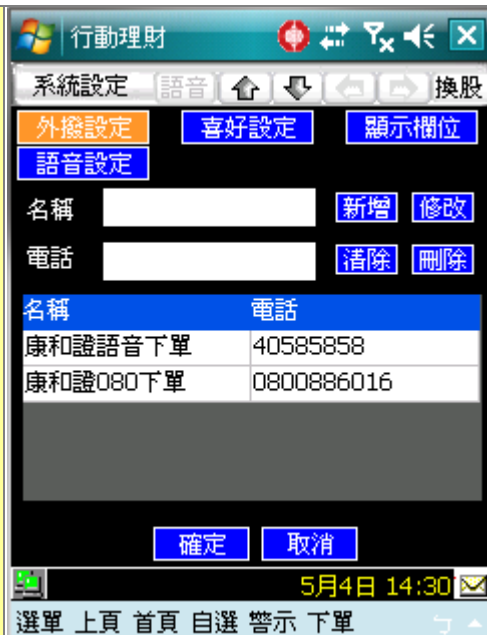 行動理財
系統設定 語音 換股
外撥設定 喜好設定 顯示欄位
語音設定
名稱 新增 修改
電話 清除 刪除
名稱 電話
康和證語音下單 40585858
康和證080下單 0800886016
確定 取消
5月4日 14:30
選單 上頁 首頁 自選 警示 下單